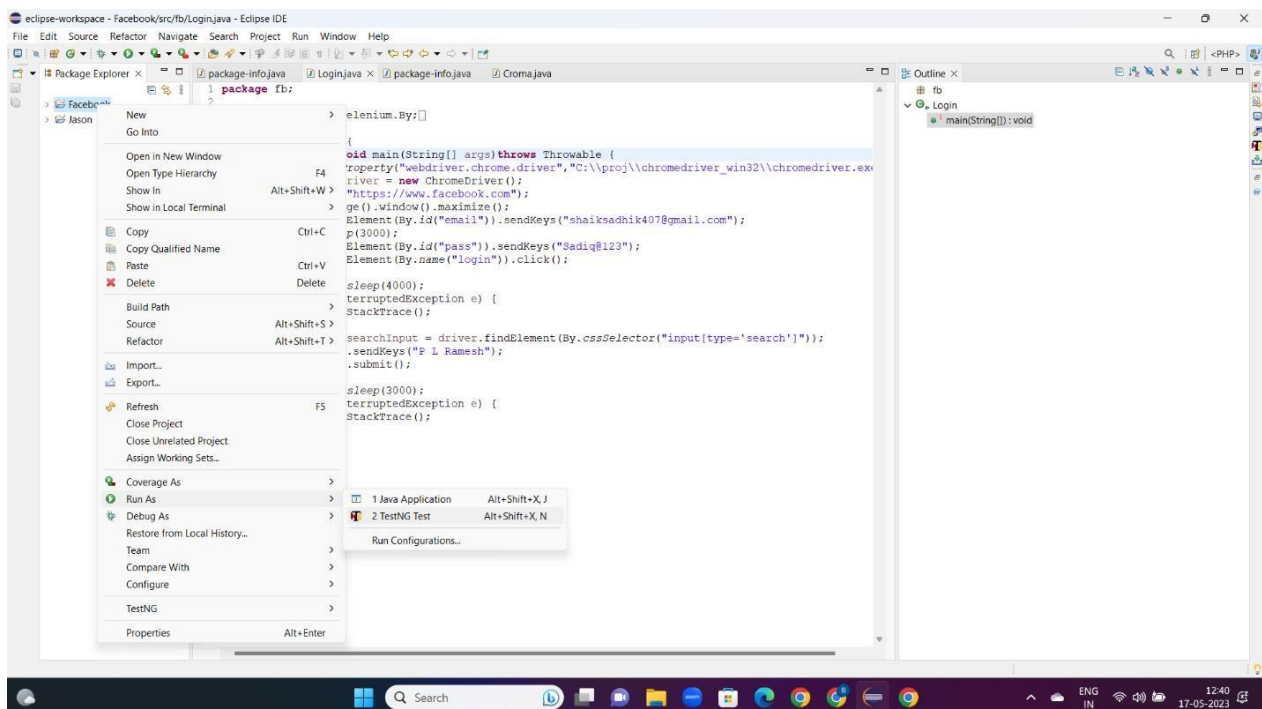 eclipse-workspace - Facebook/src/fb/Login.java - Eclipse IDE
File Edit Source Refactor Navigate Search Project Run Window Help
<PHP>
Package Explorer
package-info.java Login.java package-info.java Croma.java
Outline
Facebook
Jason
fb
Login
main(String[]) : void
1 package fb;
2
elenium.By;
{
oid main(String[] args)throws Throwable {
roperty("webdriver.chrome.driver","C:\\proj\\chromedriver_win32\\chromedriver.exe
river = new ChromeDriver();
"https://www.facebook.com");
ge().window().maximize();
Element(By.id("email")).sendKeys("shaiksadhik407@gmail.com");
p(3000);
Element(By.id("pass")).sendKeys("Sadiq@123");
Element(By.name("login")).click();
sleep(4000);
terruptedException e) {
StackTrace();
searchInput = driver.findElement(By.cssSelector("input[type='search']"));
.sendKeys("P L Ramesh");
.submit();
sleep(3000);
terruptedException e) {
StackTrace();
New >
Go Into
Open in New Window
Open Type Hierarchy F4
Show In Alt+Shift+W >
Show in Local Terminal >
Copy Ctrl+C
Copy Qualified Name
Paste Ctrl+V
Delete Delete
Build Path >
Source Alt+Shift+S >
Refactor Alt+Shift+T >
Import...
Export...
Refresh F5
Close Project
Close Unrelated Project
Assign Working Sets...
Coverage As >
Run As >
Debug As >
Restore from Local History...
Team >
Compare With >
Configure >
TestNG >
Properties Alt+Enter
1 Java Application Alt+Shift+X, J
2 TestNG Test Alt+Shift+X, N
Run Configurations...
Search
ENG
IN
12:40
17-05-2023